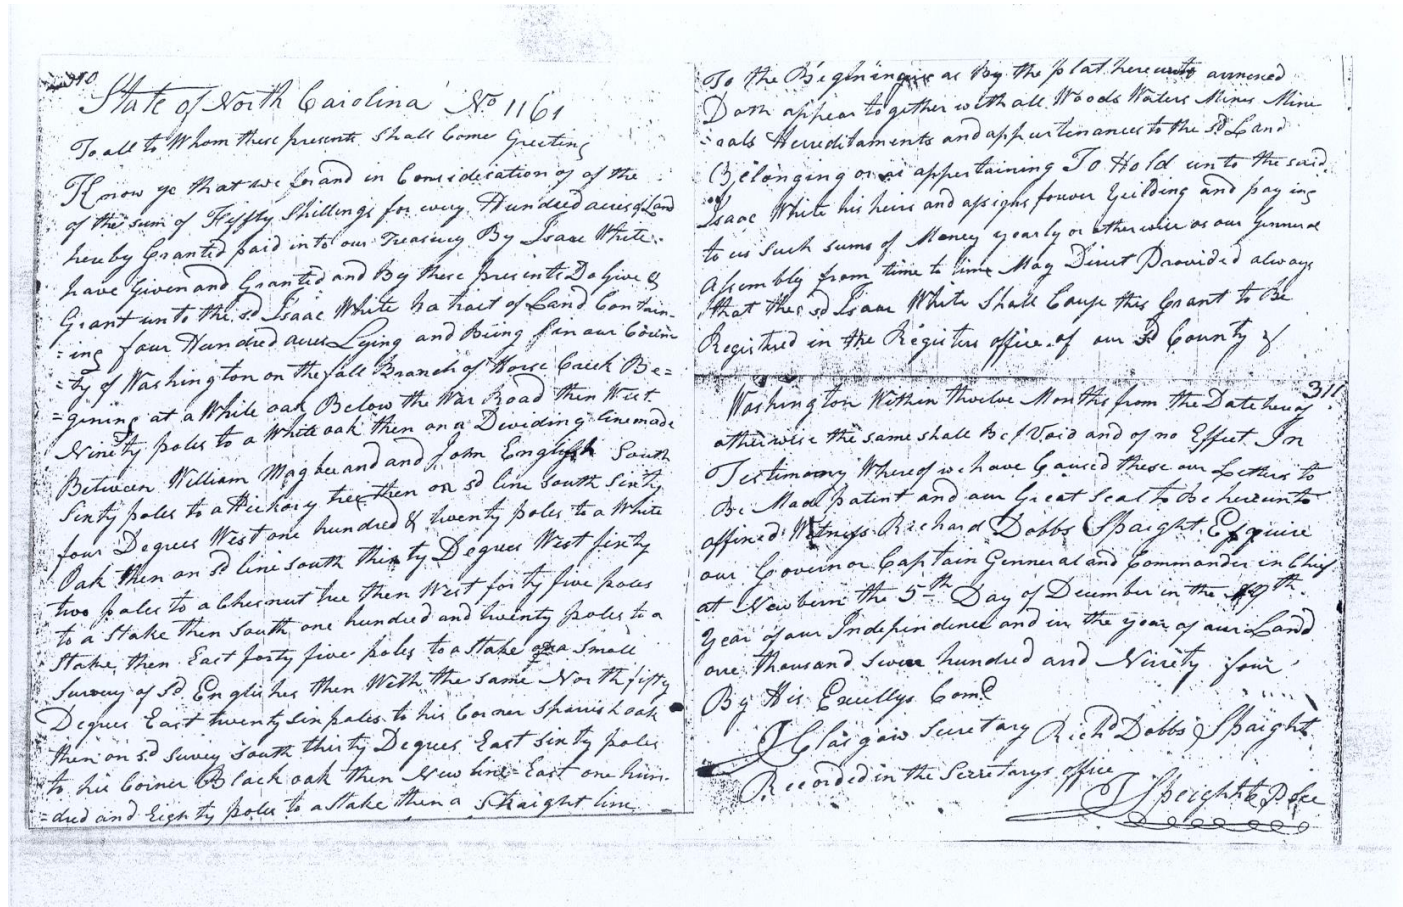 310
State of North Carolina No 1161
To all to Whom these presents Shall Come Greeting
Know ye that we for and in Consideration of of the
of the sum of Fiffty Shillings for every Hundred acres of Land
hereby Granted paid into our Treasury By Isaac White
have Given and Granted and By these presents Do Give &
Grant unto the sd Isaac White ha tract of Land Contain-
=ing four Hundred acres Lying and Being in our Coun
=ty of Washington on the fall Branch of Horse Creek Be=
=gining at a White oak Below the War Road then West
Ninety poles to a White oak then on a Dividing line made
Between William Magbee and and John English South
Sixty poles to a Hickory tree then on sd line South Sixty
four Degrees West one hundred & twenty poles to a White
Oak then on sd line south thirty Degrees West fixty
two poles to a Chesnut tree then West forty five poles
to a Stake then South one hundred and twenty poles to a
Stake then East forty five poles to a Stake on a Small
Survey of sd. Englishes then With the same North fifty
Degrees East twenty six poles to his Corner Spanish oak
then on sd. Survey South thirty Degrees East sixty poles
to his Corner Black oak then New line East one hun-
=dred and Eighty poles to a stake then a Straight line
To the Begining as By the plat hereunto annexed
Doth appear together with all Woods Waters Mines Mine
=rals Herreditaments and appurtenances to the sd Land
Belonging or appertaining To Hold unto the said
Isaac White his heirs and assigns forever Yeilding and paying
to us Such sums of Money yearly or otherwise as our Genneral
Assembly from time to time May Direct Provided always
that the sd Isaac White Shall Cause this Grant to Be
Registred in the Registers office of our sd County of
311
Washington Within twelve Months from the Date hereof
otherwise the same shall Be Void and of no Effect In
Testimony Whereof we have Caused these our Letters to
Be Made patent and our Great Seal to Be hereunto
affixed Witness Richard Dobbs Spaight Esquire
our Governor Captain Genneral and Commander in Chief
at Newbern the 5th Day of December in the 19th
Year of our Independence and in the year of our Land
one thousand Seven hundred and Ninety four
By His Excellys Comd
J Glasgow Secretary Richd Dobbs Spaight
Recorded in the Secretarys office